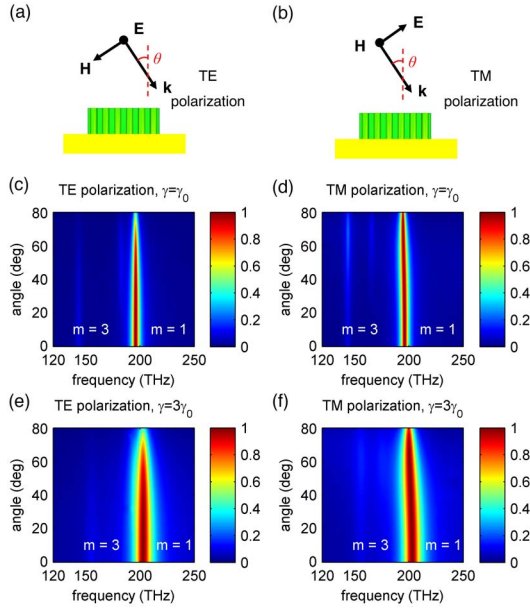 (a)
E
H
θ
k
TE
polarization
(b)
E
H
θ
k
TM
polarization
(c)
TE polarization, γ=γ0
angle (deg)
80
60
40
20
0
m = 3
m = 1
120 150 200 250
frequency (THz)
1
0.8
0.6
0.4
0.2
0
(d)
TM polarization, γ=γ0
angle (deg)
80
60
40
20
0
m = 3
m = 1
120 150 200 250
frequency (THz)
1
0.8
0.6
0.4
0.2
0
(e)
TE polarization, γ=3γ0
angle (deg)
80
60
40
20
0
m = 3
m = 1
120 150 200 250
frequency (THz)
1
0.8
0.6
0.4
0.2
0
(f)
TM polarization, γ=3γ0
angle (deg)
80
60
40
20
0
m = 3
m = 1
120 150 200 250
frequency (THz)
1
0.8
0.6
0.4
0.2
0